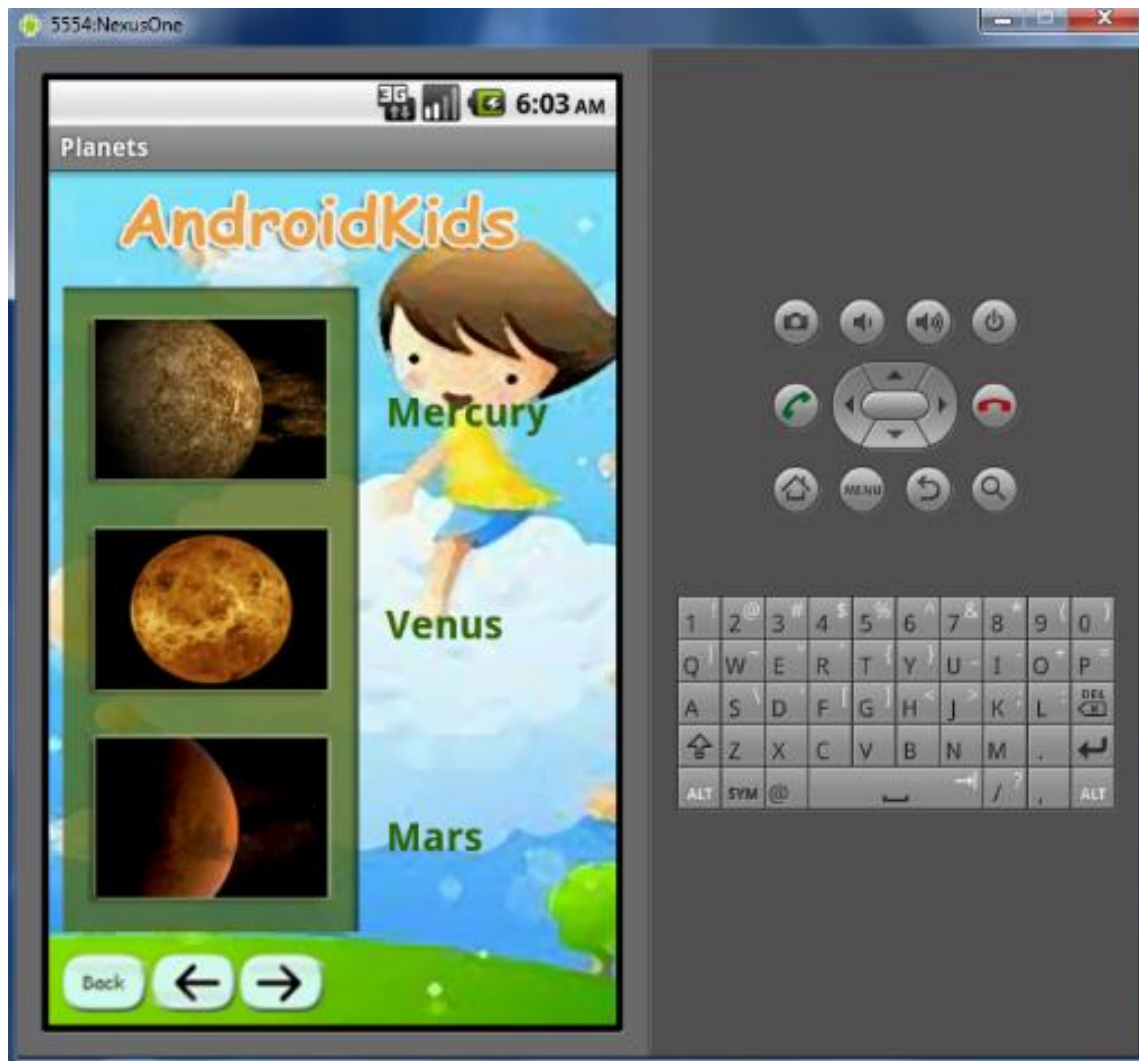 5554:NexusOne
3G 6:03 AM
Planets
AndroidKids
Mercury
Venus
Mars
Back
MENU
1 ! 2 @ 3 # 4 $ 5 % 6 ^ 7 & 8 * 9 ( 0 )
Q | W ~ E " R ` T { Y } U _ I - O + P =
A S \ D ' F [ G ] H < J > K ; L : DEL
Z X C V B N M .
ALT SYM @ / ? , ALT